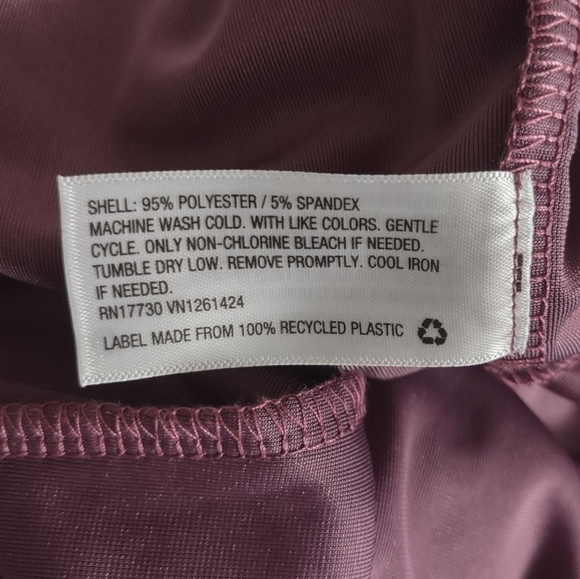 SHELL: 95% POLYESTER / 5% SPANDEX
MACHINE WASH COLD. WITH LIKE COLORS. GENTLE
CYCLE. ONLY NON-CHLORINE BLEACH IF NEEDED.
TUMBLE DRY LOW. REMOVE PROMPTLY. COOL IRON
IF NEEDED.
RN17730 VN1261424
LABEL MADE FROM 100% RECYCLED PLASTIC